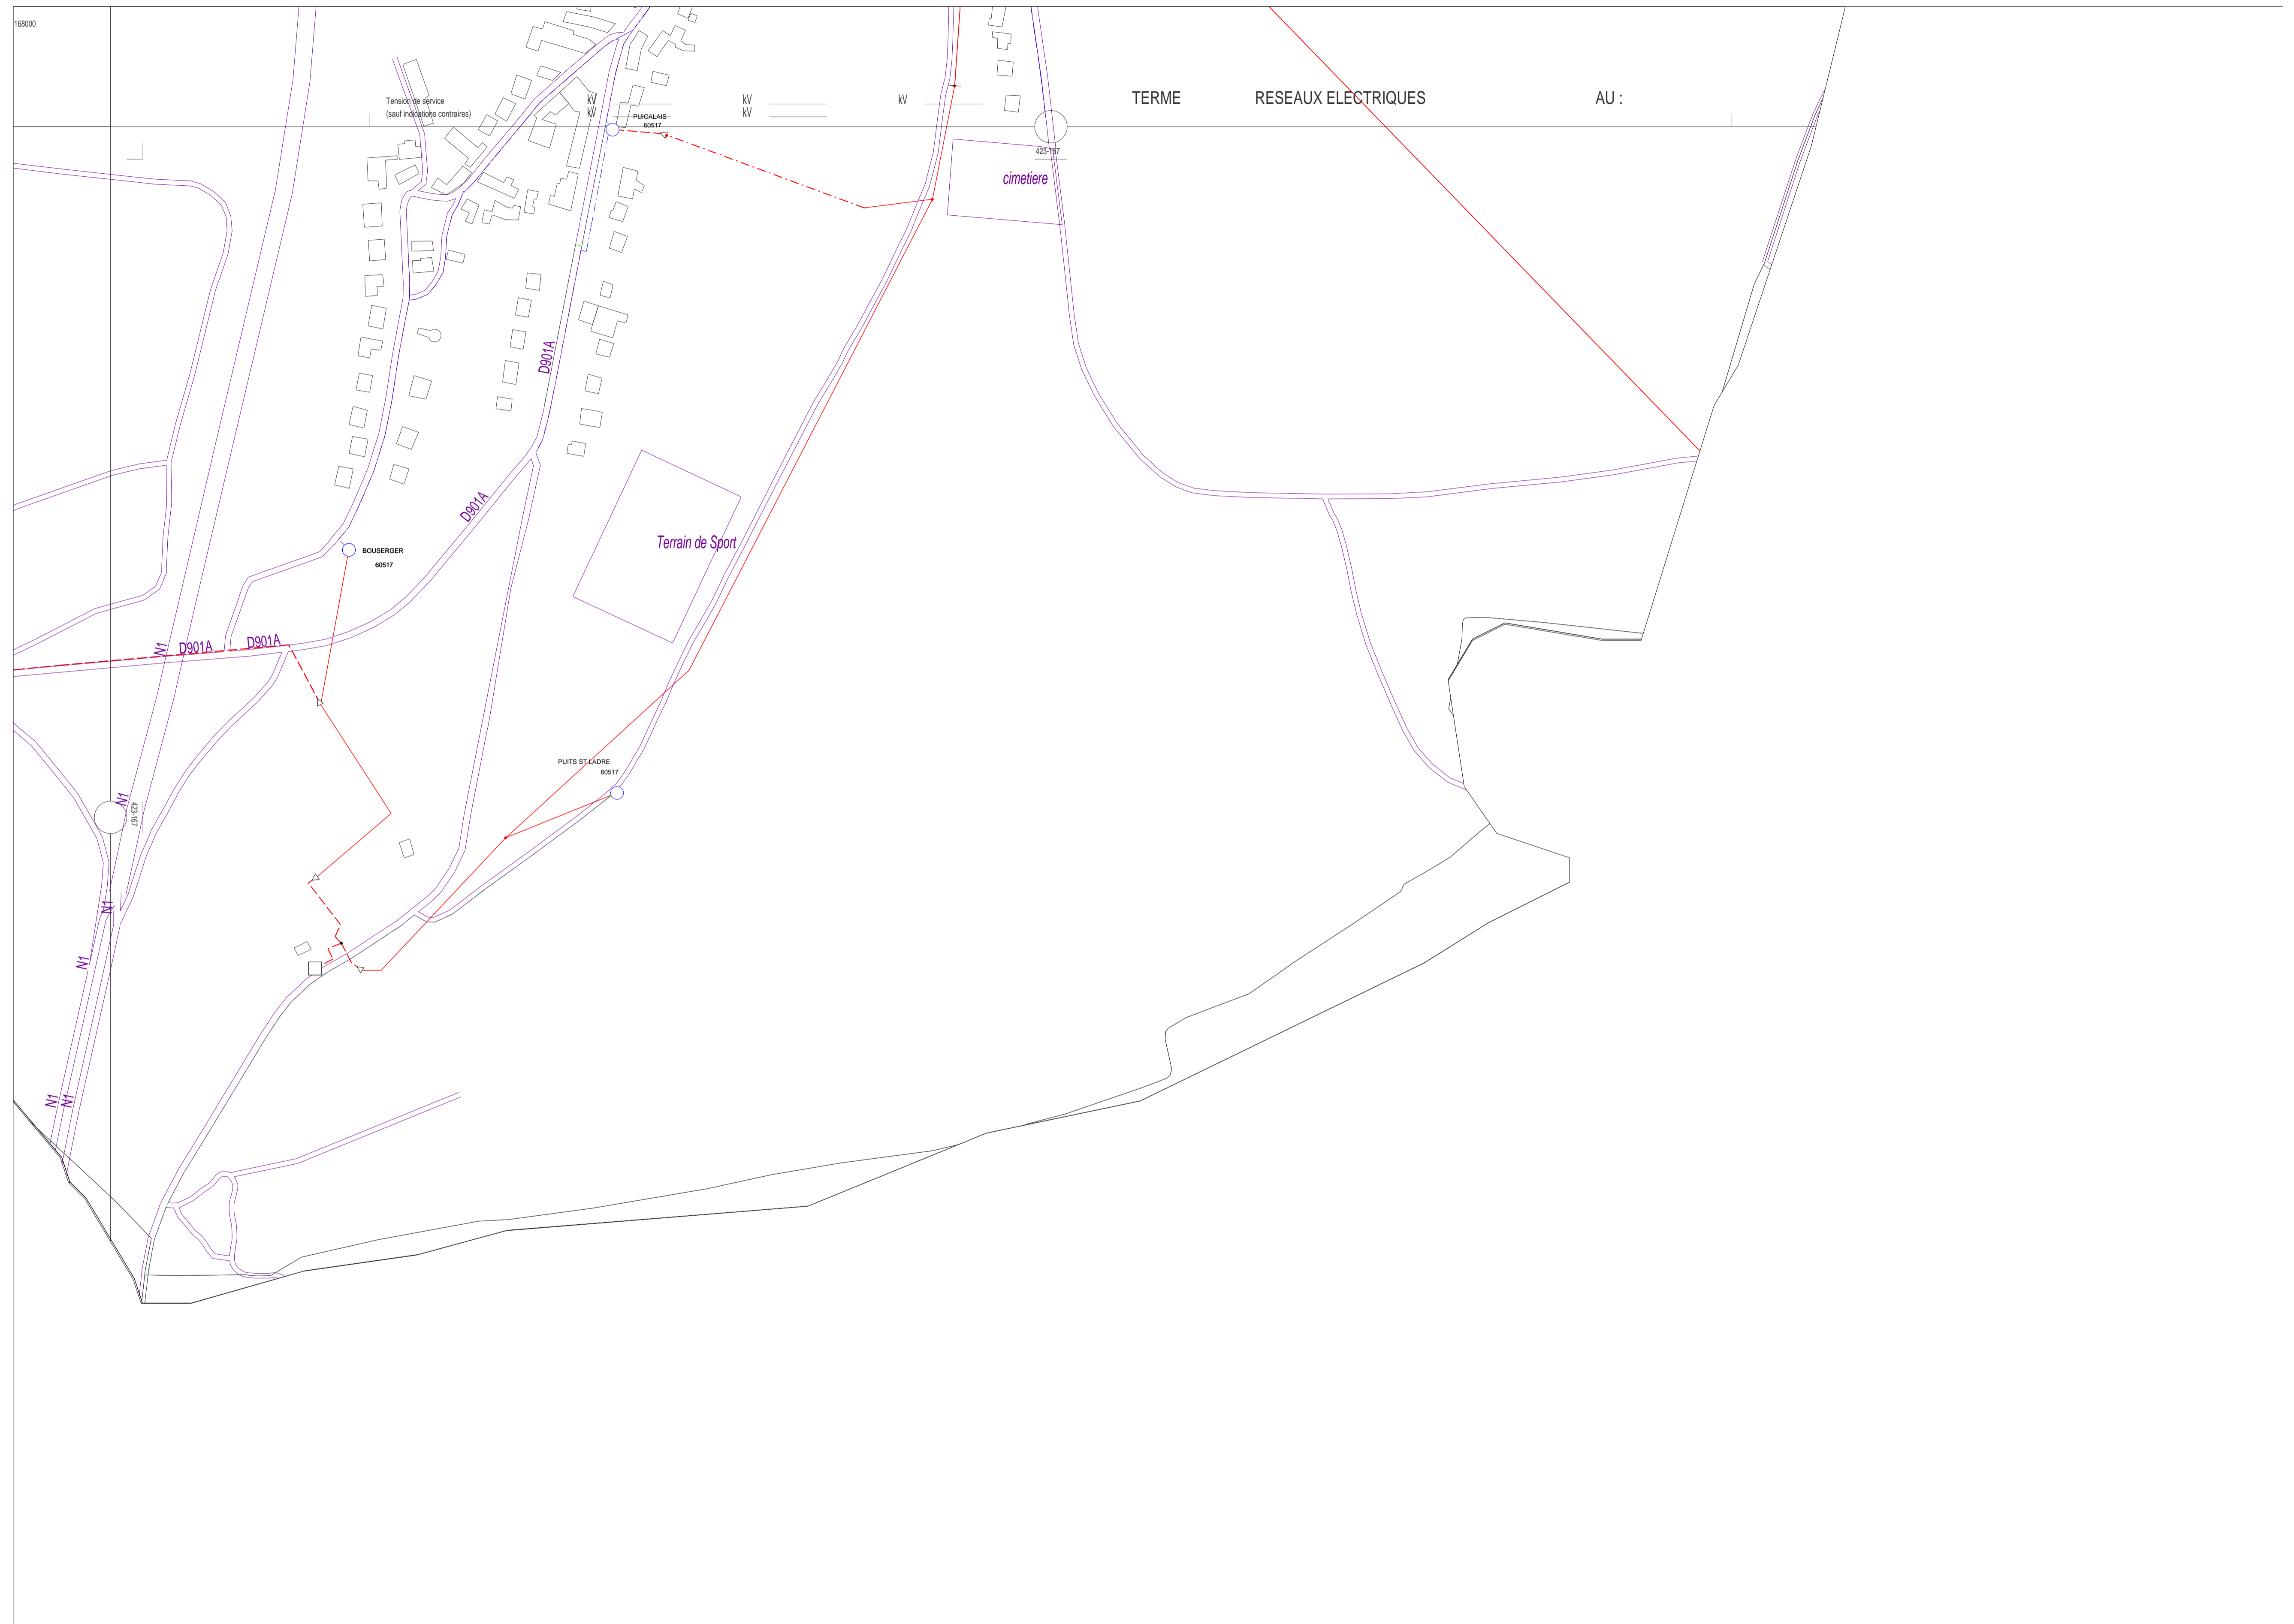 168000
Tension de service kV kV kV TERME RESEAUX ELECTRIQUES AU :
(sauf indications contraires) kV kV
PUICALAIS
60517
423-167
cimetiere
D901A
D901A
Terrain de Sport
BOUSERGER
60517
N1 D901A D901A
PUITS ST LADRE
60517
N1
423-167
N1
N1
N1 N1